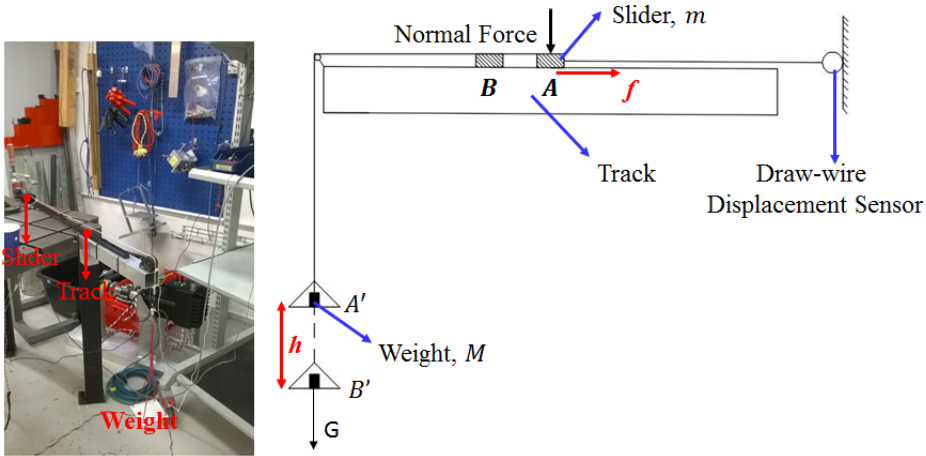 Slider
Track
Weight
Slider, m
Normal Force
B
A
f
Track
Draw-wire
Displacement Sensor
A′
h
Weight, M
B′
G